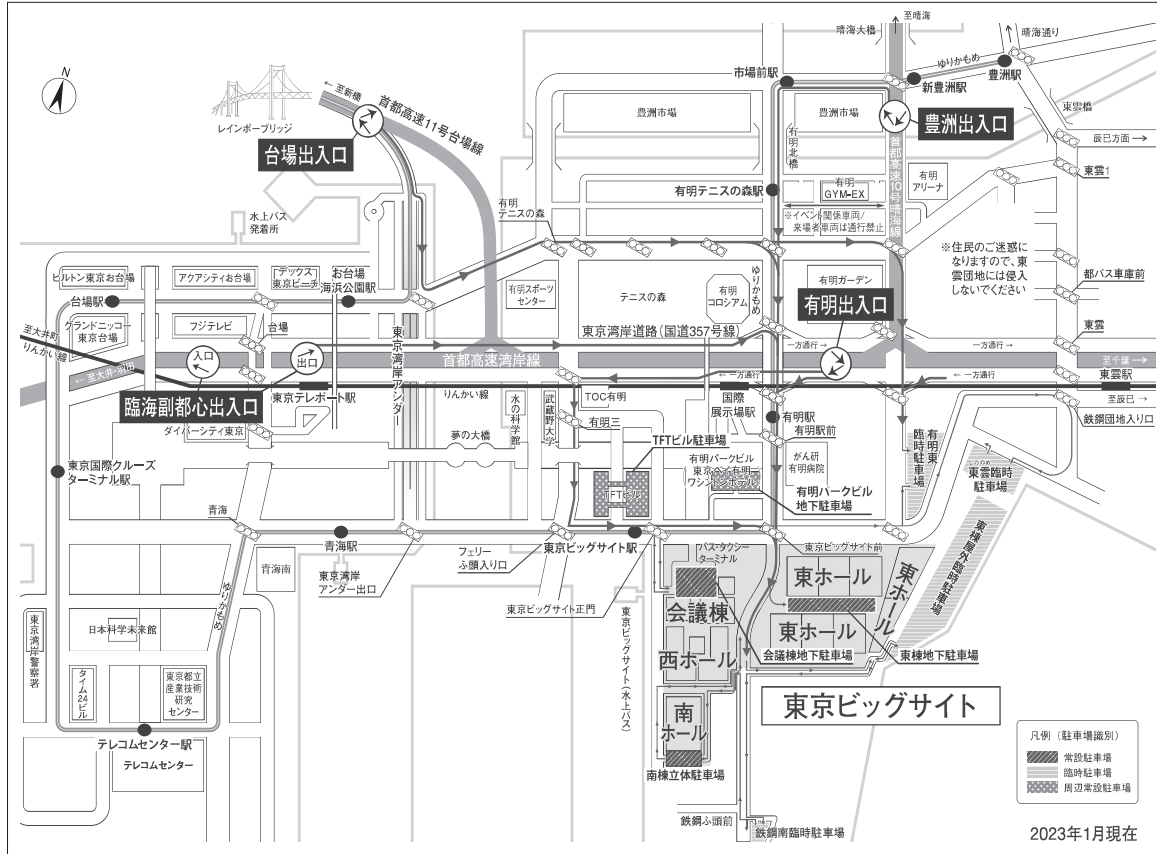 N
レインボーブリッジ
← 至新橋
首都高速11号台場線
台場出入口
水上バス
発着所
↑
至晴海
晴海大橋
晴海通り
ゆりかもめ
豊洲駅
新豊洲駅
市場前駅
豊洲市場
豊洲市場
有明北橋
豊洲出入口
東雲橋
辰巳方面 →
東雲1
首都高速10号晴海線
有明
アリーナ
有明テニスの森駅
有明
GYM-EX
※イベント関係車両/
来場者車両は通行禁止
有明
テニスの森
※住民のご迷惑に
なりますので、東
雲団地には侵入
しないでください
都バス車庫前
東雲
ヒルトン東京お台場
アクアシティお台場
デックス
東京ビーチ
お台場
海浜公園駅
台場駅
グランドニッコー
東京台場
フジテレビ
台場
有明スポーツ
センター
テニスの森
有明
コロシアム
ゆりかもめ
有明ガーデン
有明出入口
東京湾岸道路(国道357号線)
至大井町
りんかい線
← 至大井・羽田
入口
出口
臨海副都心出入口
東京湾岸アンダー
首都高速湾岸線
一方通行→
一方通行→
至千葉 →
東京テレポート駅
りんかい線
← 一方通行
← 一方通行
東雲駅
至辰巳→
ダイバーシティ東京
水の科学館
武蔵野大学
TOC有明
有明三
国際
展示場駅
有明駅
有明駅前
鉄鋼団地入り口
夢の大橋
TFTビル駐車場
TFTビル
有明パークビル
東京ベイ有明
ワシントンホテル
がん研
有明病院
有明パークビル
地下駐車場
有明東
臨時駐車場
しののめ
東雲臨時
駐車場
東京国際クルーズ
ターミナル駅
青海
青海駅
青海南
東京湾岸
アンダー出口
フェリー
ふ頭入り口
東京ビッグサイト駅
東京ビッグサイト正門
バス・タクシー
ターミナル
東京ビッグサイト前
東棟屋外臨時駐車場
会議棟
東ホール
東ホール
東ホール
西ホール
会議棟地下駐車場
東棟地下駐車場
東京ビッグサイト(水上バス)
東京ビッグサイト
南
ホール
南棟立体駐車場
ゆりかもめ
東京湾岸警察署
日本科学未来館
タイム24ビル
東京都立
産業技術
研究
センター
テレコムセンター駅
テレコムセンター
鉄鋼ふ頭前
鉄鋼南臨時駐車場
凡例(駐車場識別)
常設駐車場
臨時駐車場
周辺常設駐車場
2023年1月現在